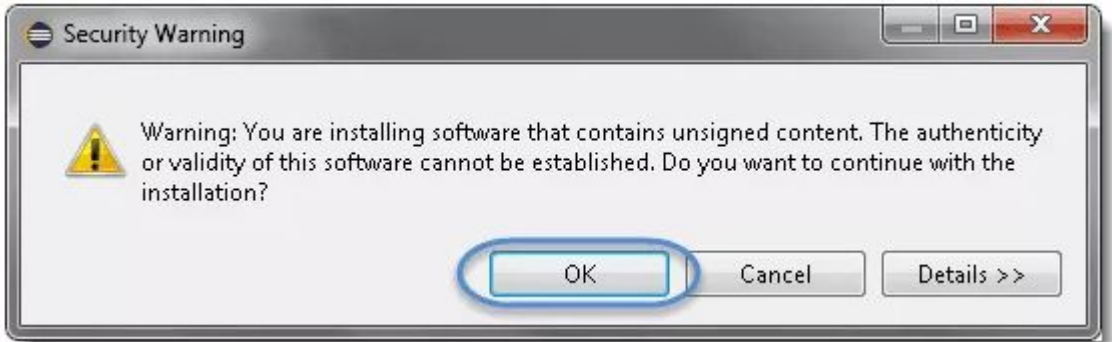 Security Warning
Warning: You are installing software that contains unsigned content. The authenticity
or validity of this software cannot be established. Do you want to continue with the
installation?
OK
Cancel
Details >>